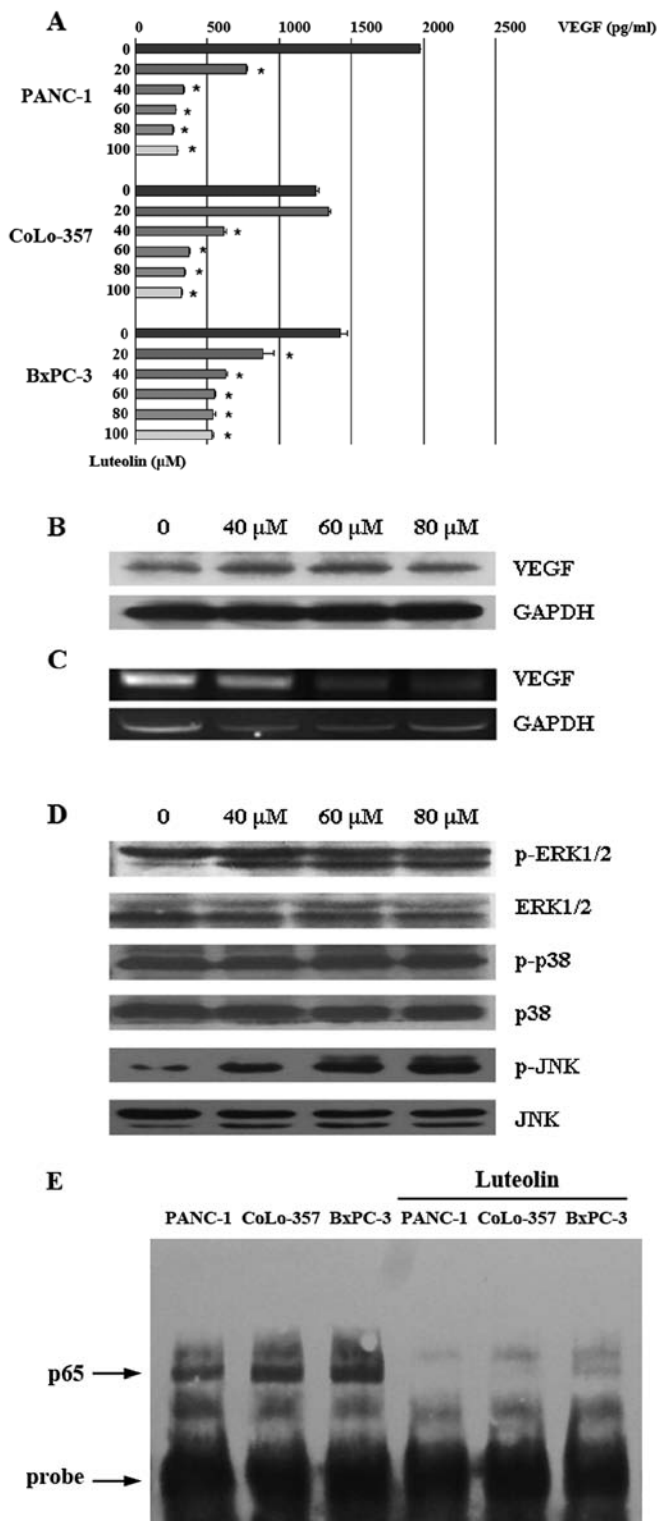 A
0 500 1000 1500 2000 2500 VEGF (pg/ml)
PANC-1
0
20 *
40 *
60 *
80 *
100 *
CoLo-357
0
20
40 *
60 *
80 *
100 *
BxPC-3
0
20 *
40 *
60 *
80 *
100 *
Luteolin (μM)
B
0 40 μM 60 μM 80 μM
VEGF
GAPDH
C
VEGF
GAPDH
D
0 40 μM 60 μM 80 μM
p-ERK1/2
ERK1/2
p-p38
p38
p-JNK
JNK
E
Luteolin
PANC-1 CoLo-357 BxPC-3 PANC-1 CoLo-357 BxPC-3
p65
probe